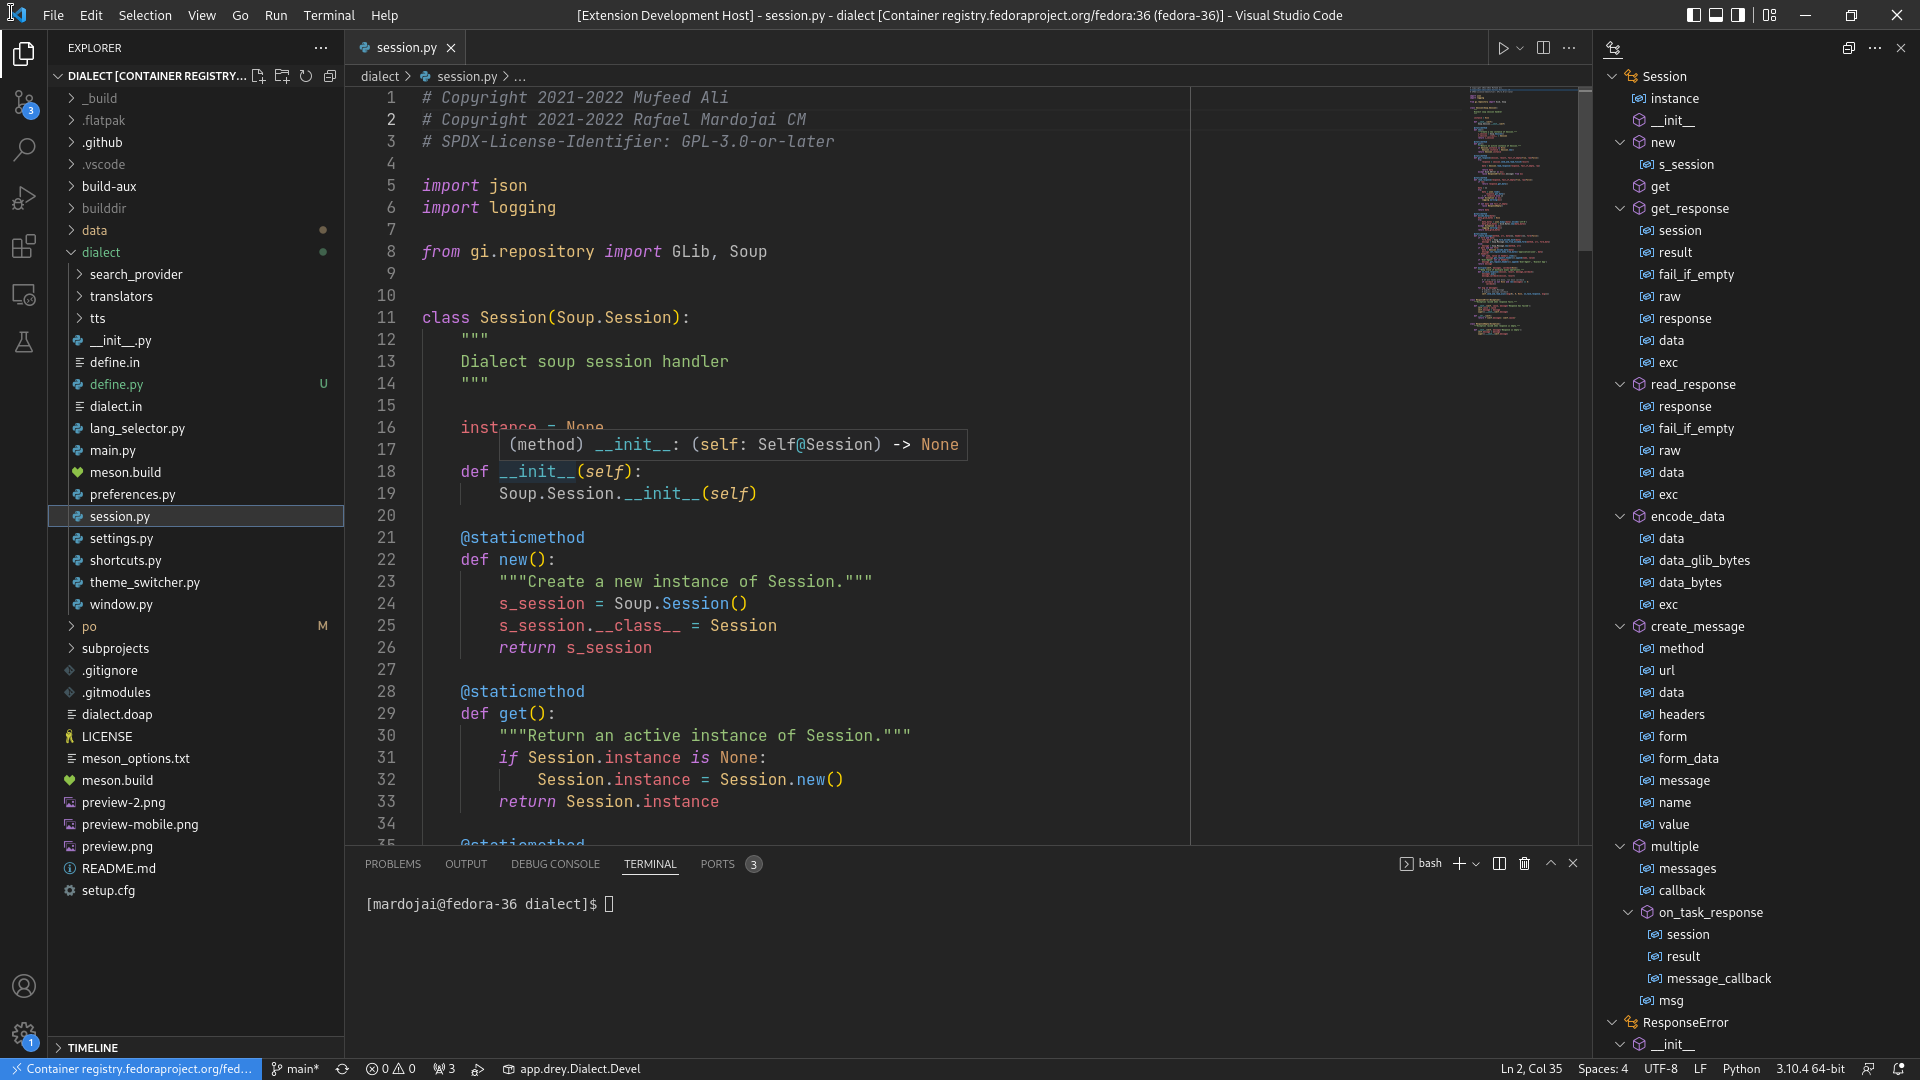 File Edit Selection View Go Run Terminal Help
[Extension Development Host] - session.py - dialect [Container registry.fedoraproject.org/fedora:36 (fedora-36)] - Visual Studio Code
EXPLORER
DIALECT [CONTAINER REGISTRY...
_build
.flatpak
.github
.vscode
build-aux
builddir
data
dialect
search_provider
translators
tts
__init__.py
define.in
define.py U
dialect.in
lang_selector.py
main.py
meson.build
preferences.py
session.py
settings.py
shortcuts.py
theme_switcher.py
window.py
po M
subprojects
.gitignore
.gitmodules
dialect.doap
LICENSE
meson_options.txt
meson.build
preview-2.png
preview-mobile.png
preview.png
README.md
setup.cfg
TIMELINE
3
1
session.py
dialect > session.py > ...
1 # Copyright 2021-2022 Mufeed Ali
2 # Copyright 2021-2022 Rafael Mardojai CM
3 # SPDX-License-Identifier: GPL-3.0-or-later
4
5 import json
6 import logging
7
8 from gi.repository import GLib, Soup
9
10
11 class Session(Soup.Session):
12 """
13 Dialect soup session handler
14 """
15
16 instance = None
17 (method) __init__: (self: Self@Session) -> None
18 def __init__(self):
19 Soup.Session.__init__(self)
20
21 @staticmethod
22 def new():
23 """Create a new instance of Session."""
24 s_session = Soup.Session()
25 s_session.__class__ = Session
26 return s_session
27
28 @staticmethod
29 def get():
30 """Return an active instance of Session."""
31 if Session.instance is None:
32 Session.instance = Session.new()
33 return Session.instance
34
35 @staticmethod
PROBLEMS OUTPUT DEBUG CONSOLE TERMINAL PORTS 3
bash
[mardojai@fedora-36 dialect]$
Session
instance
__init__
new
s_session
get
get_response
session
result
fail_if_empty
raw
response
data
exc
read_response
response
fail_if_empty
raw
data
exc
encode_data
data
data_glib_bytes
data_bytes
exc
create_message
method
url
data
headers
form
form_data
message
name
value
multiple
messages
callback
on_task_response
session
result
message_callback
msg
ResponseError
__init__
Container registry.fedoraproject.org/fed... main* 0 0 3 app.drey.Dialect.Devel
Ln 2, Col 35 Spaces: 4 UTF-8 LF Python 3.10.4 64-bit